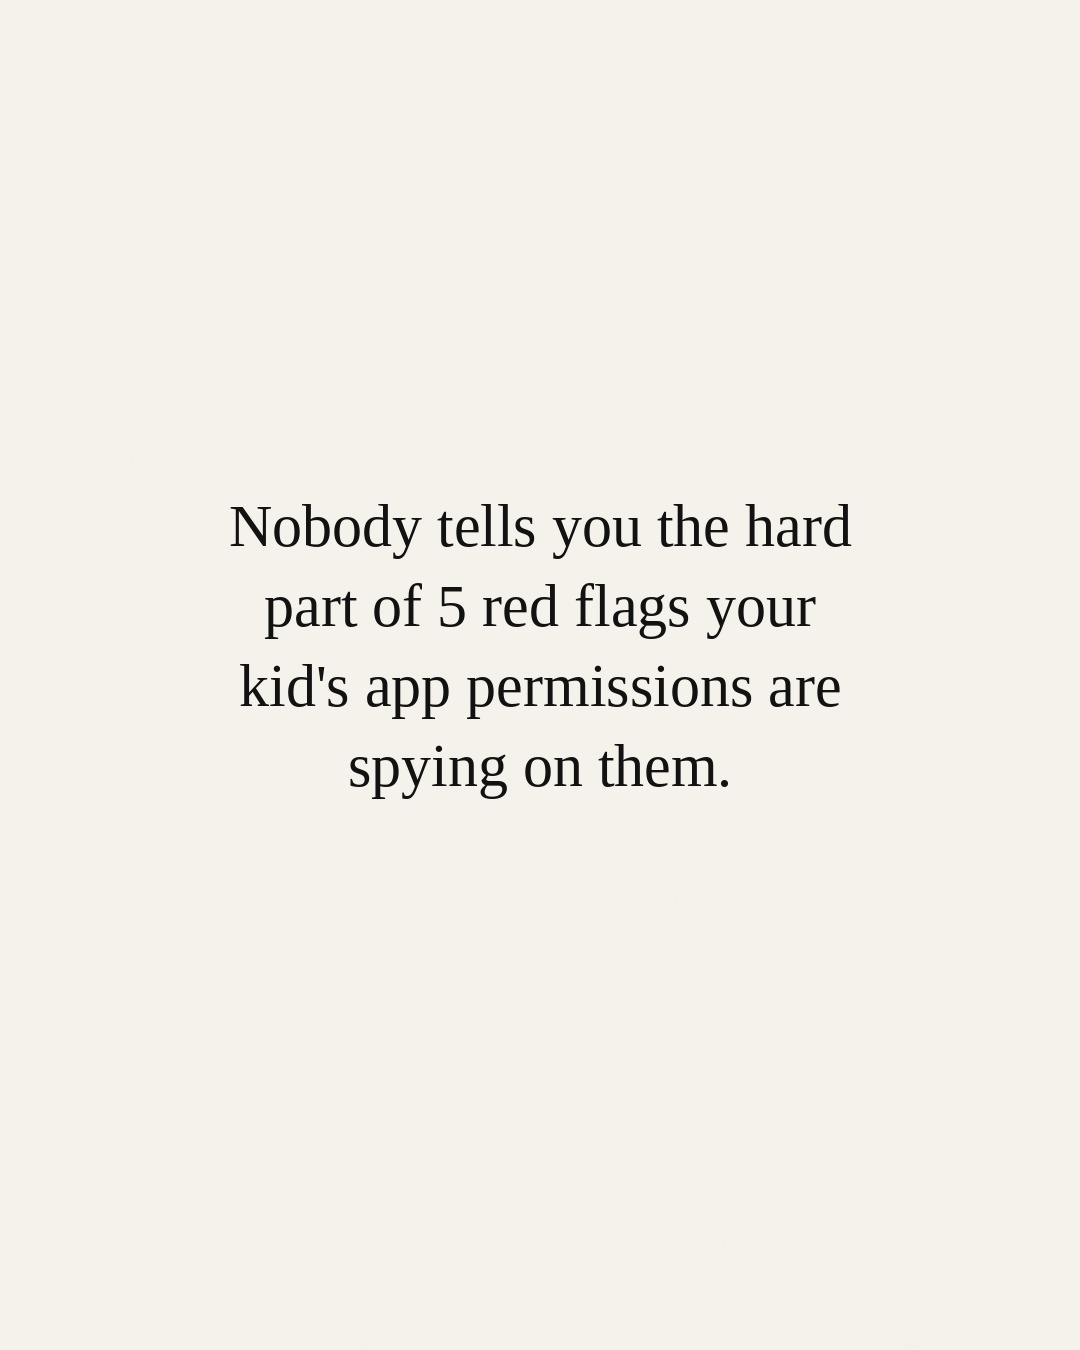 Nobody tells you the hard
part of 5 red flags your
kid's app permissions are
spying on them.